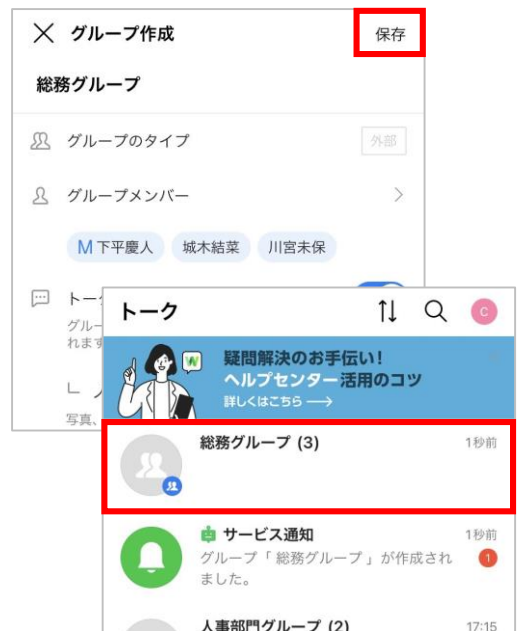 グループ作成
保存
総務グループ
グループのタイプ
外部
グループメンバー
M 下平慶人 城木結菜 川宮未保
トー
グルー
れます
写真、
トーク
C
疑問解決のお手伝い！
ヘルプセンター活用のコツ
詳しくはこちら →
総務グループ (3)
1秒前
サービス通知
1秒前
グループ「 総務グループ 」が作成され
ました。
1
人事部門グループ (2)
17:15